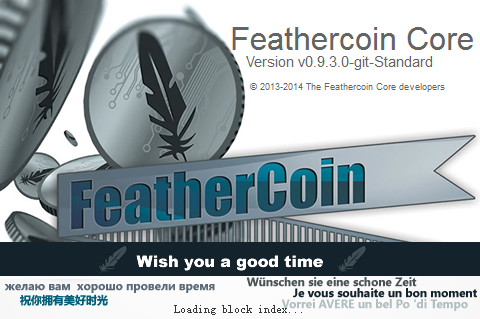 Feathercoin Core
Version v0.9.3.0-git-Standard
© 2013-2014 The Feathercoin Core developers
FeatherCoin
Wish you a good time
Wünschen sie eine schone Zeit
желаю вам хорошо провели время
Je vous souhaite un bon moment
祝你拥有美好时光
Vorrei AVERE un bel Po 'di Tempo
Loading block index...